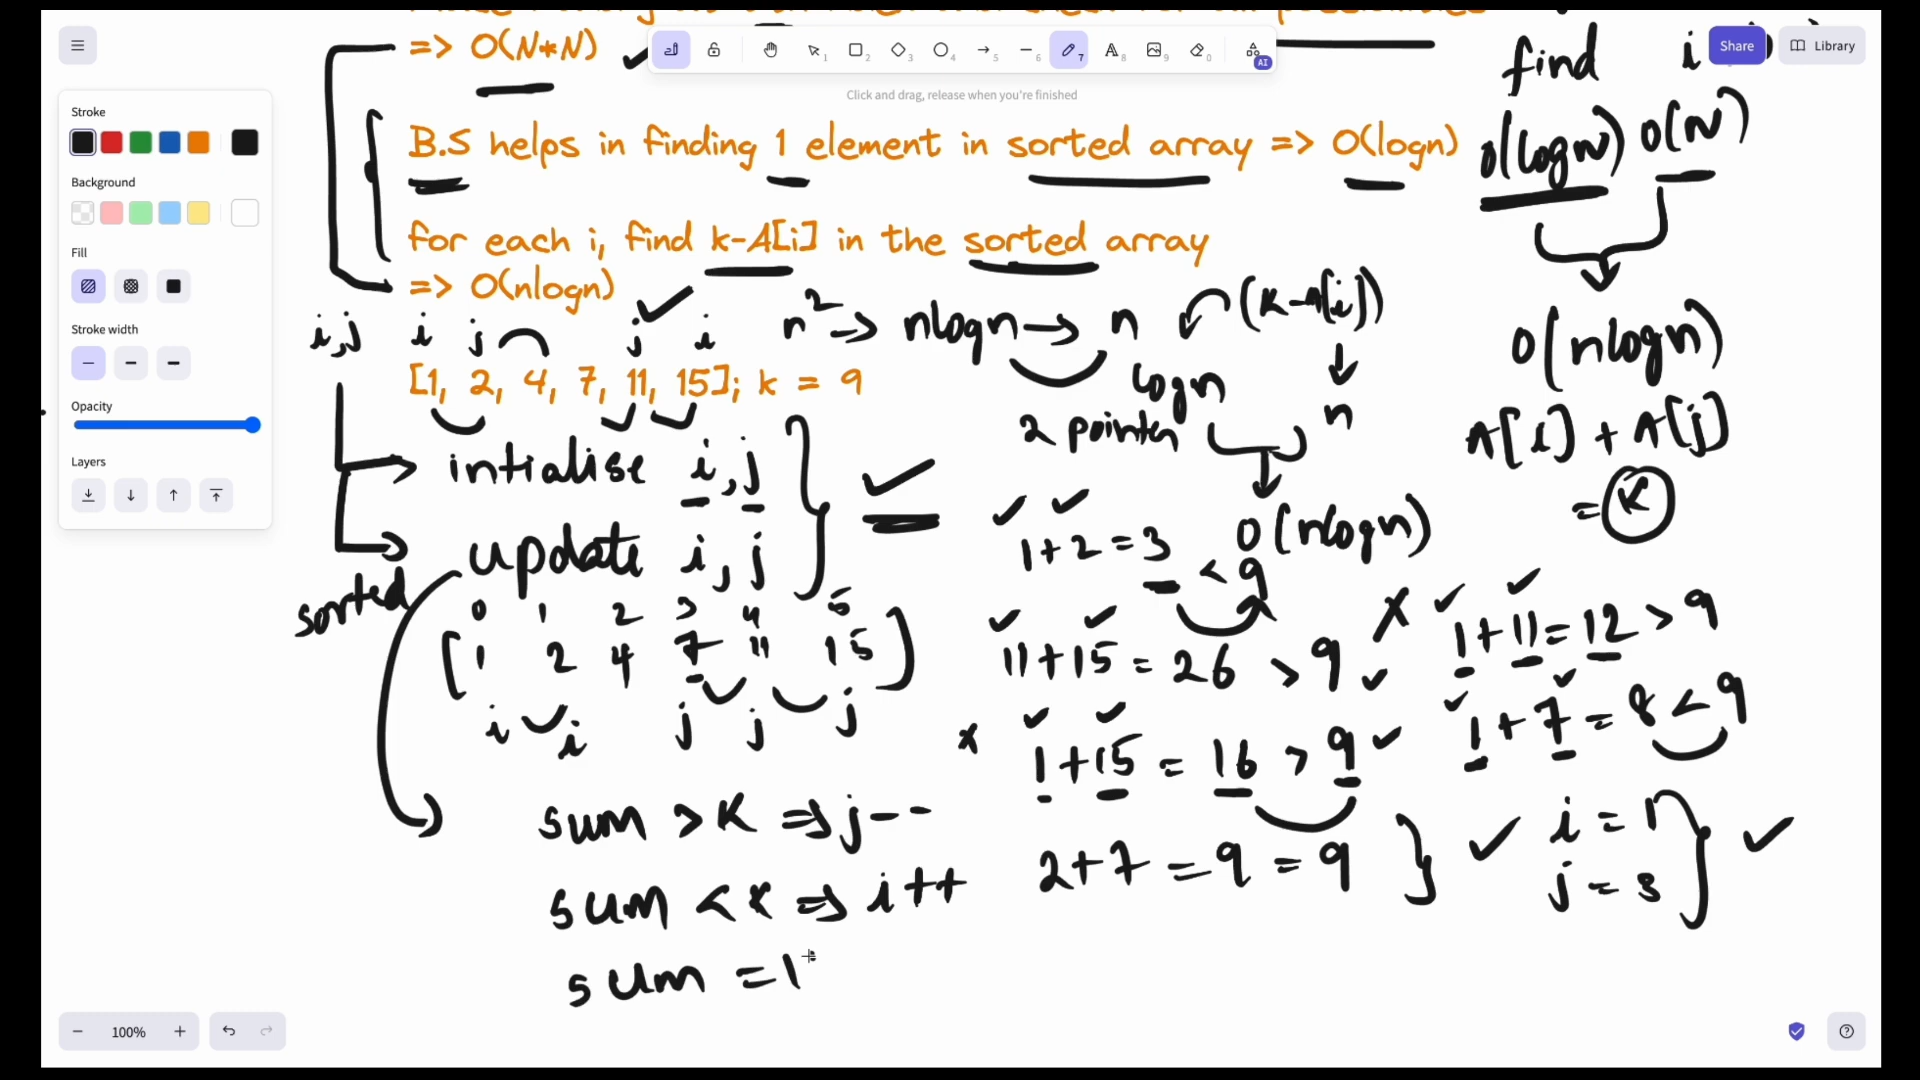 => O(N*N)
Share
Library
Click and drag, release when you're finished
find i
Stroke
Background
Fill
Stroke width
Opacity
Layers
B.S helps in finding 1 element in sorted array => O(logn)
O(logN) O(N)
for each i, find k-A[i] in the sorted array
=> O(nlogn)
i,j i j j i
n² -> nlogn -> n (K-A[i])
[1, 2, 4, 7, 11, 15]; k = 9
logn
n
2 pointer
O(nlogn)
O(nlogn)
A[i] + A[j]
= K
intialise i,j
update i,j
sorted
0 1 2 3 4 5
[1 2 4 7 11 15]
i i j j j
1+2=3 < 9
11+15 = 26 > 9
1+15 = 16 > 9
2+7=9=9
1+11=12>9
1+7=8<9
i=1
j=3
sum >K => j--
sum <K => i++
sum =
100%